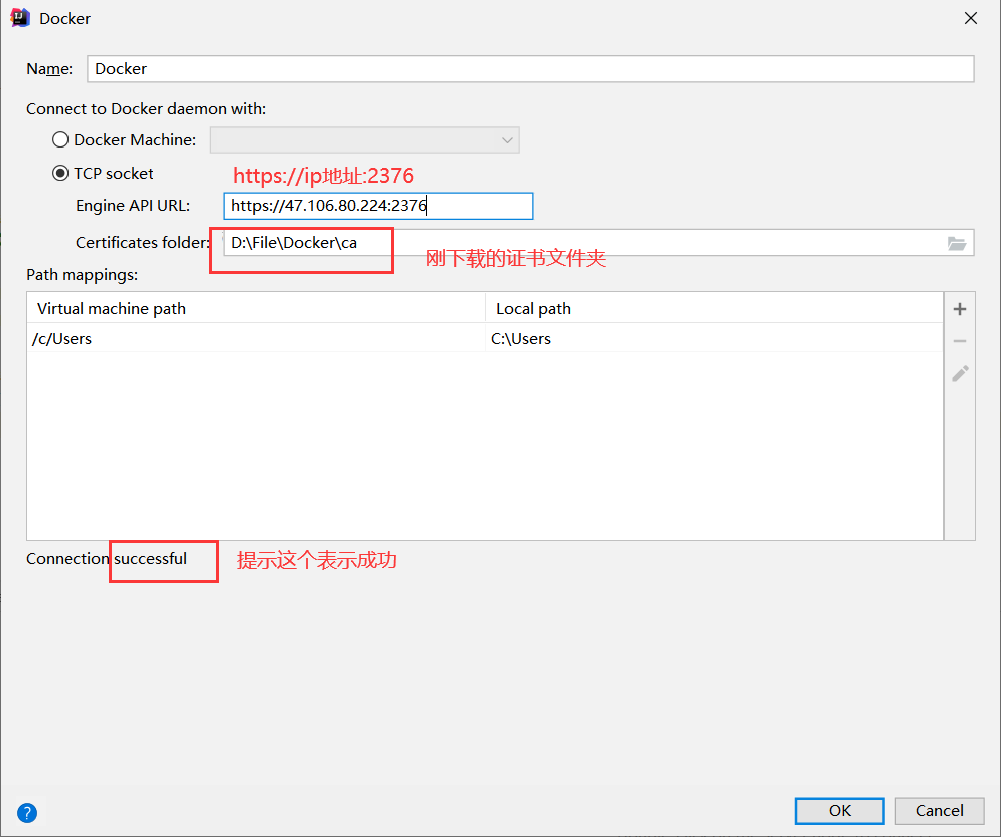 Docker
Name: Docker
Connect to Docker daemon with:
Docker Machine:
TCP socket
https://ip地址:2376
Engine API URL: https://47.106.80.224:2376
Certificates folder: D:\File\Docker\ca
刚下载的证书文件夹
Path mappings:
Virtual machine path Local path
/c/Users C:\Users
Connection successful 提示这个表示成功
? OK Cancel